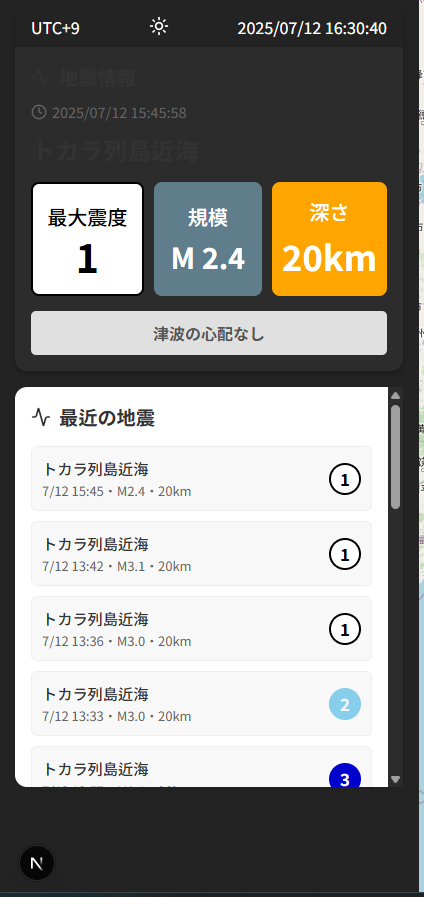 UTC+9 2025/07/12 16:30:40
地震情報
2025/07/12 15:45:58
トカラ列島近海
最大震度 規模 深さ
1 M 2.4 20km
津波の心配なし
最近の地震
トカラ列島近海
7/12 15:45・M2.4・20km
1
トカラ列島近海
7/12 13:42・M3.1・20km
1
トカラ列島近海
7/12 13:36・M3.0・20km
1
トカラ列島近海
7/12 13:33・M3.0・20km
2
トカラ列島近海
3
N